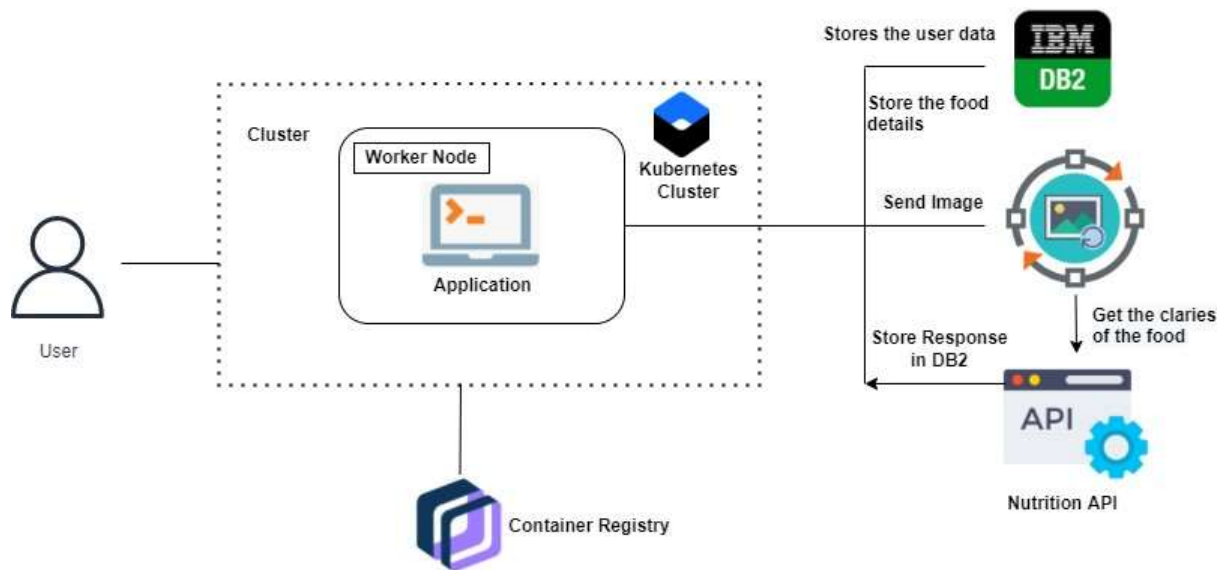 Stores the user data
IBM
DB2
Store the food
details
Cluster
Worker Node
Kubernetes
Cluster
Send Image
Application
User
Get the claries
of the food
Store Response
in DB2
API
Nutrition API
Container Registry